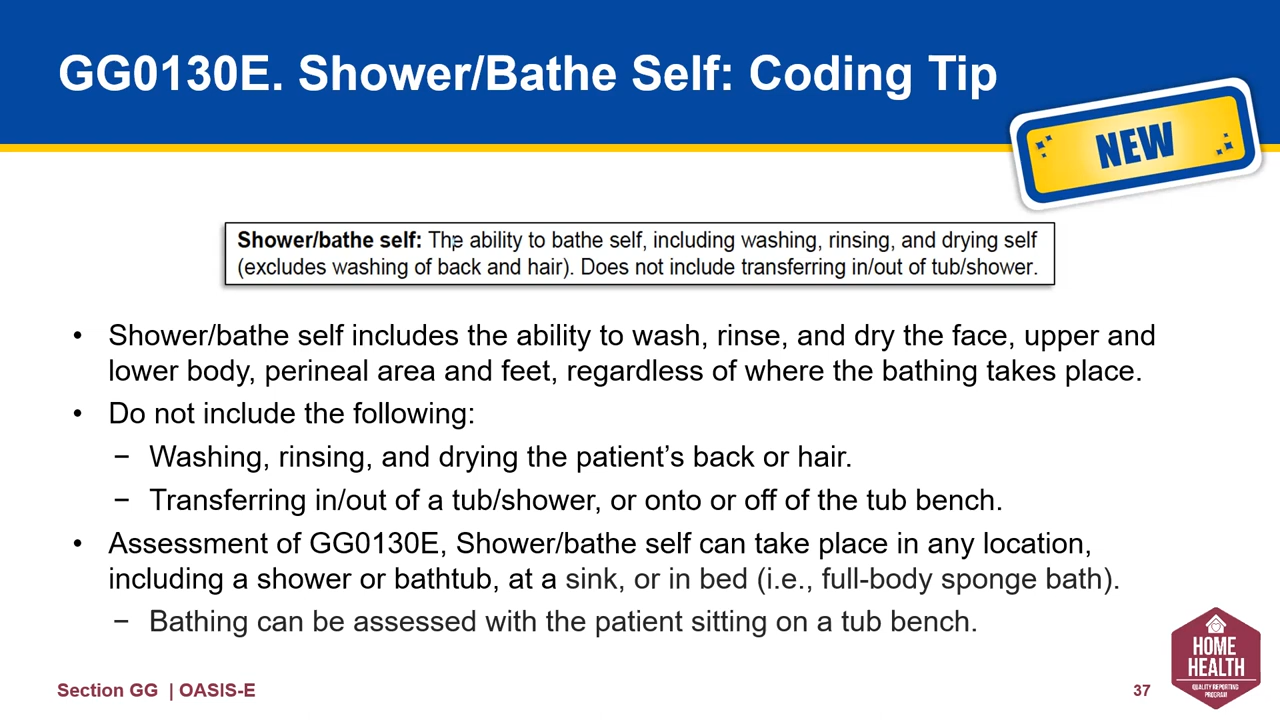 GG0130E. Shower/Bathe Self: Coding Tip
NEW
Shower/bathe self: The ability to bathe self, including washing, rinsing, and drying self
(excludes washing of back and hair). Does not include transferring in/out of tub/shower.
• Shower/bathe self includes the ability to wash, rinse, and dry the face, upper and
lower body, perineal area and feet, regardless of where the bathing takes place.
• Do not include the following:
− Washing, rinsing, and drying the patient’s back or hair.
− Transferring in/out of a tub/shower, or onto or off of the tub bench.
• Assessment of GG0130E, Shower/bathe self can take place in any location,
including a shower or bathtub, at a sink, or in bed (i.e., full-body sponge bath).
− Bathing can be assessed with the patient sitting on a tub bench.
Section GG | OASIS-E
37
HOME
HEALTH
QUALITY REPORTING
PROGRAM